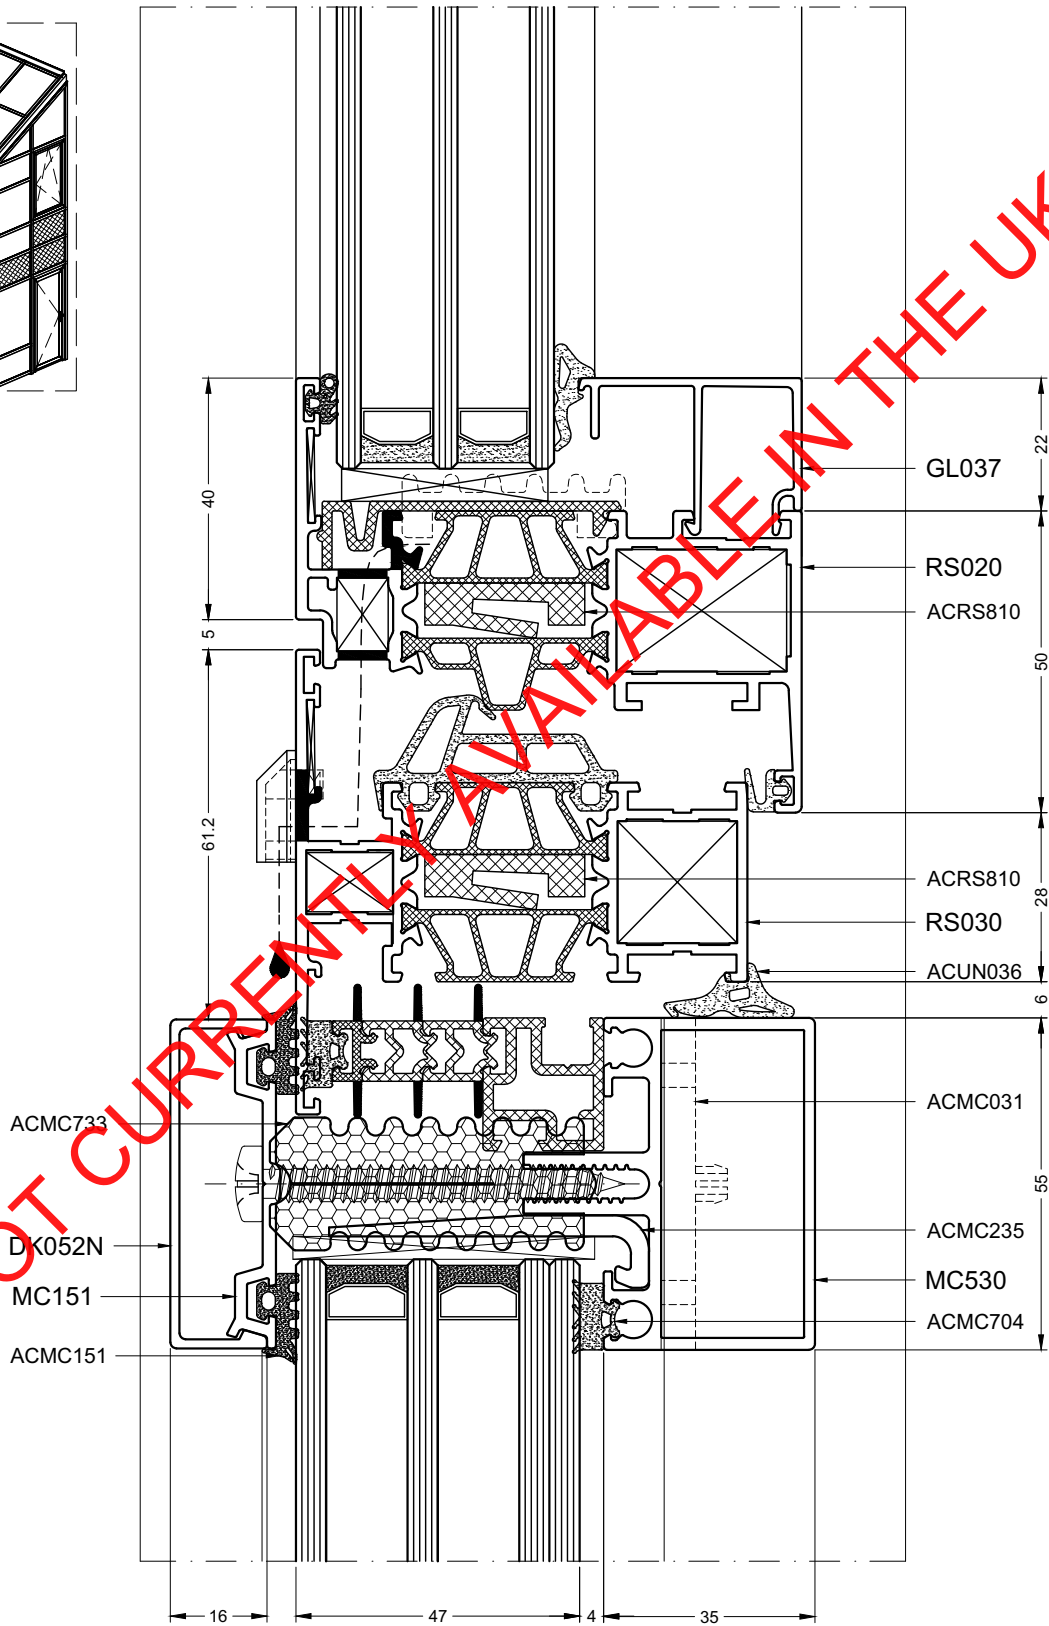 22
GL037
40
RS020
ACRS810
5
50
61.2
ACRS810
28
RS030
ACUN036
6
ACMC031
ACMC733
55
ACMC235
DK052N
MC530
MC151
ACMC704
ACMC151
16
47
4
35
NOT CURRENTLY AVAILABLE IN THE UK